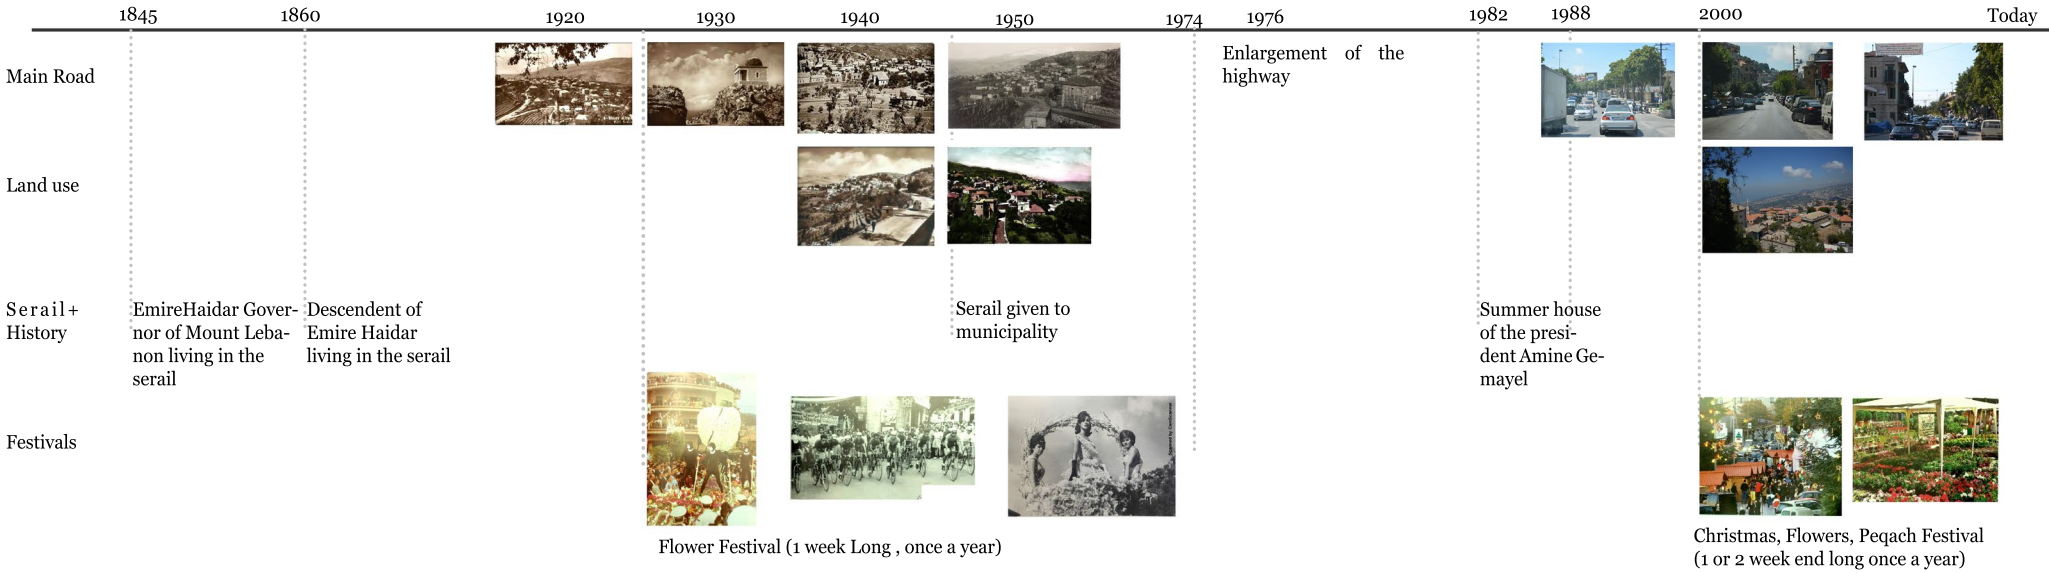 1845 1860 1920 1930 1940 1950 1974 1976 1982 1988 2000 Today
Main Road
Enlargement of the
highway
Land use
Serail+
History
EmireHaidar Gover-
nor of Mount Leba-
non living in the
serail
Descendent of
Emire Haidar
living in the serail
Serail given to
municipality
Summer house
of the presi-
dent Amine Ge-
mayel
Festivals
Flower Festival (1 week Long , once a year)
Christmas, Flowers, Peqach Festival
(1 or 2 week end long once a year)